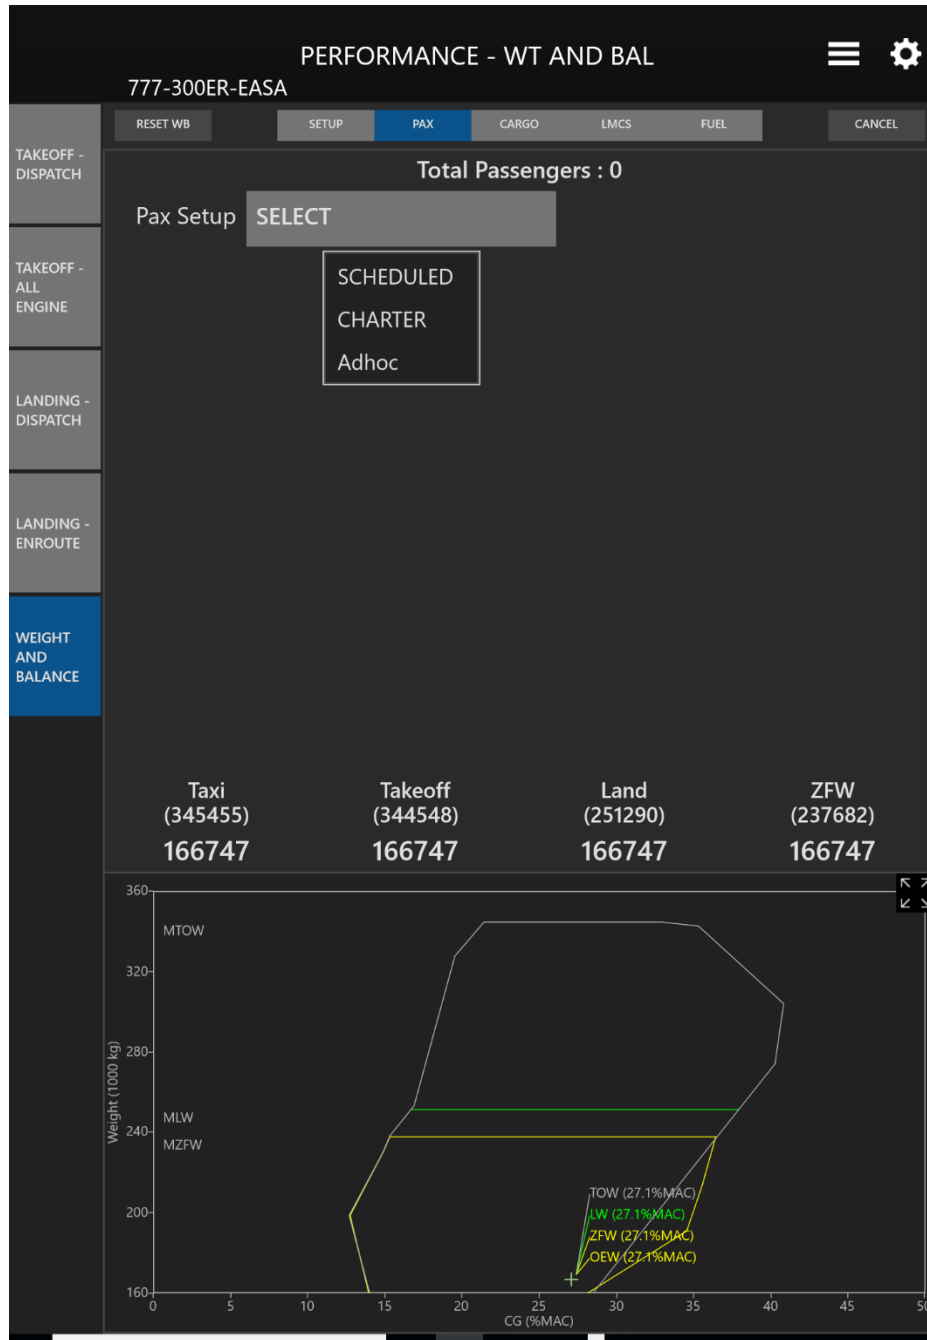 PERFORMANCE - WT AND BAL
777-300ER-EASA
RESET WB SETUP PAX CARGO LMCS FUEL CANCEL
TAKEOFF -
DISPATCH
TAKEOFF -
ALL
ENGINE
LANDING -
DISPATCH
LANDING -
ENROUTE
WEIGHT
AND
BALANCE
Total Passengers : 0
Pax Setup SELECT
SCHEDULED
CHARTER
Adhoc
Taxi Takeoff Land ZFW
(345455) (344548) (251290) (237682)
166747 166747 166747 166747
360
MTOW
320
280
Weight (1000 kg)
MLW
240
MZFW
TOW (27.1%MAC)
200
LW (27.1%MAC)
ZFW (27.1%MAC)
OEW (27.1%MAC)
160
0 5 10 15 20 25 30 35 40 45 50
CG (%MAC)